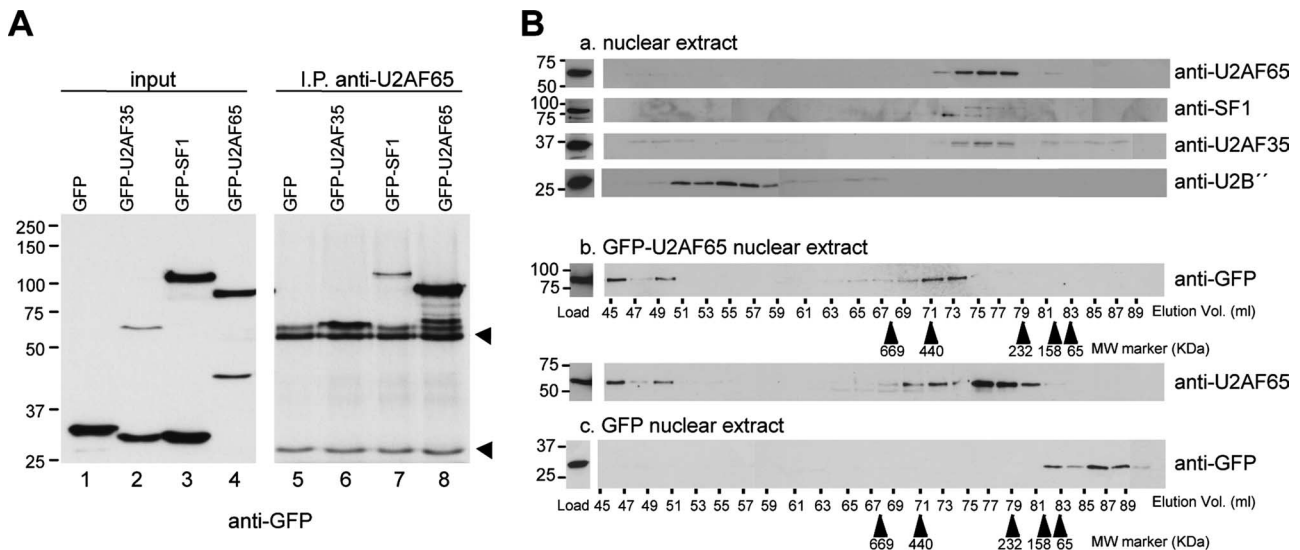 A
input
I.P. anti-U2AF65
GFP
GFP-U2AF35
GFP-SF1
GFP-U2AF65
GFP
GFP-U2AF35
GFP-SF1
GFP-U2AF65
250
150
100
75
50
37
25
1 2 3 4 5 6 7 8
anti-GFP
B
a. nuclear extract
75
50
anti-U2AF65
100
75
anti-SF1
37
anti-U2AF35
25
anti-U2B´´
b. GFP-U2AF65 nuclear extract
100
75
anti-GFP
Load 45 47 49 51 53 55 57 59 61 63 65 67 69 71 73 75 77 79 81 83 85 87 89 Elution Vol. (ml)
669 440 232 158 65 MW marker (KDa)
75
50
anti-U2AF65
c. GFP nuclear extract
37
25
anti-GFP
Load 45 47 49 51 53 55 57 59 61 63 65 67 69 71 73 75 77 79 81 83 85 87 89 Elution Vol. (ml)
669 440 232 158 65 MW marker (KDa)